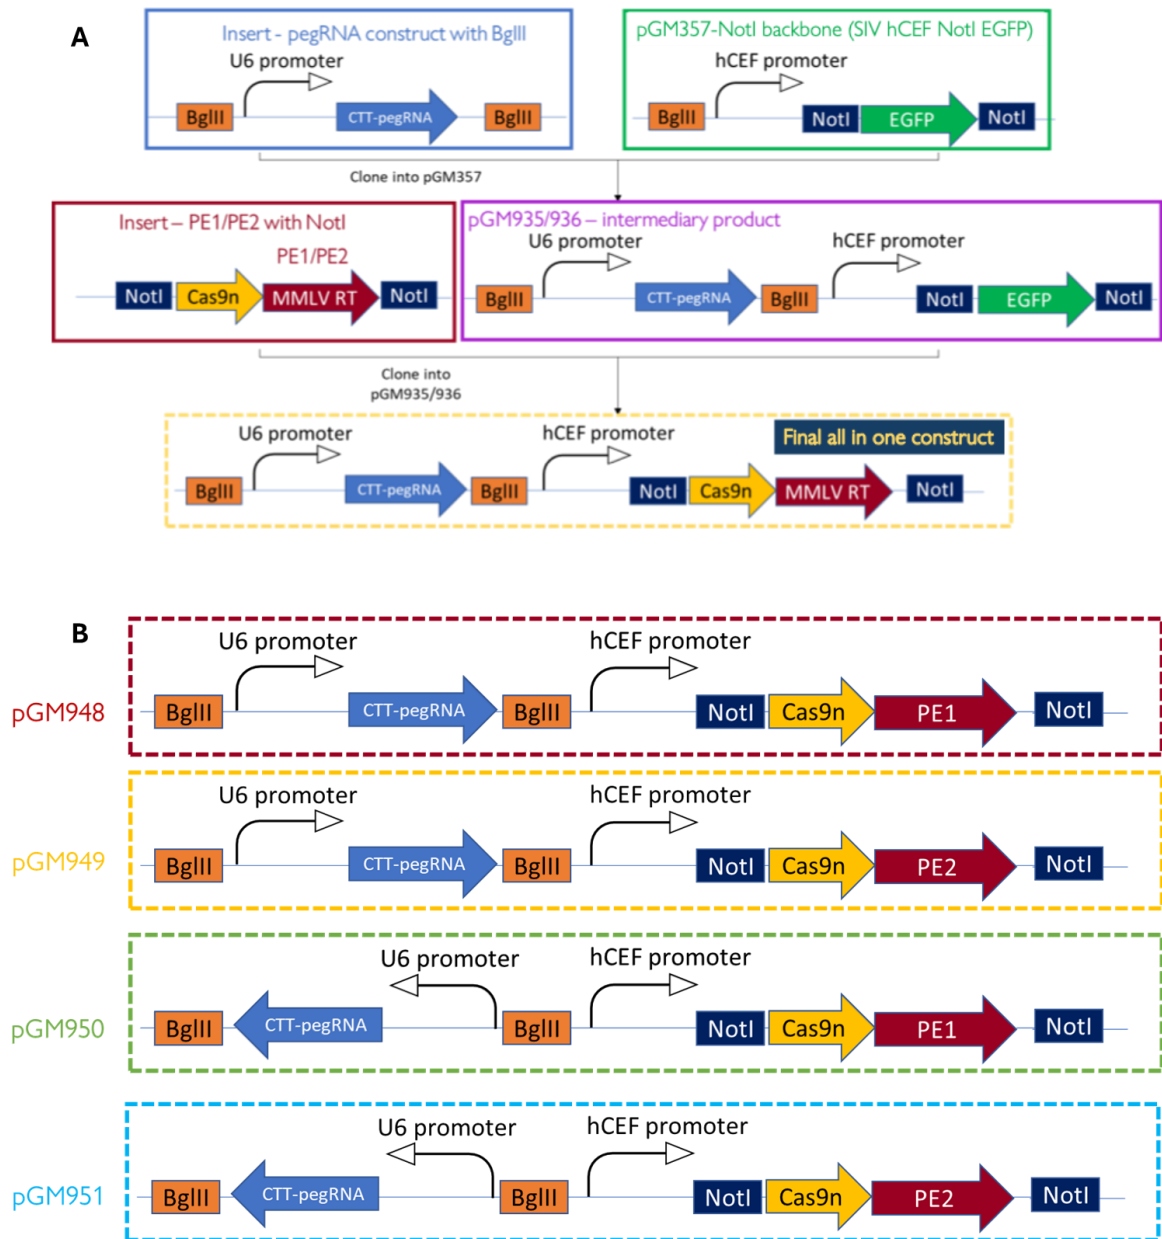 A
Insert - pegRNA construct with BglII
U6 promoter
BglII
CTT-pegRNA
BglII
pGM357-NotI backbone (SIV hCEF NotI EGFP)
hCEF promoter
BglII
NotI
EGFP
NotI
Clone into pGM357
Insert – PE1/PE2 with NotI
PE1/PE2
NotI
Cas9n
MMLV RT
NotI
pGM935/936 – intermediary product
U6 promoter
hCEF promoter
BglII
CTT-pegRNA
BglII
NotI
EGFP
NotI
Clone into
pGM935/936
U6 promoter
hCEF promoter
Final all in one construct
BglII
CTT-pegRNA
BglII
NotI
Cas9n
MMLV RT
NotI
B
pGM948
U6 promoter
hCEF promoter
BglII
CTT-pegRNA
BglII
NotI
Cas9n
PE1
NotI
pGM949
U6 promoter
hCEF promoter
BglII
CTT-pegRNA
BglII
NotI
Cas9n
PE2
NotI
pGM950
U6 promoter
hCEF promoter
BglII
CTT-pegRNA
BglII
NotI
Cas9n
PE1
NotI
pGM951
U6 promoter
hCEF promoter
BglII
CTT-pegRNA
BglII
NotI
Cas9n
PE2
NotI